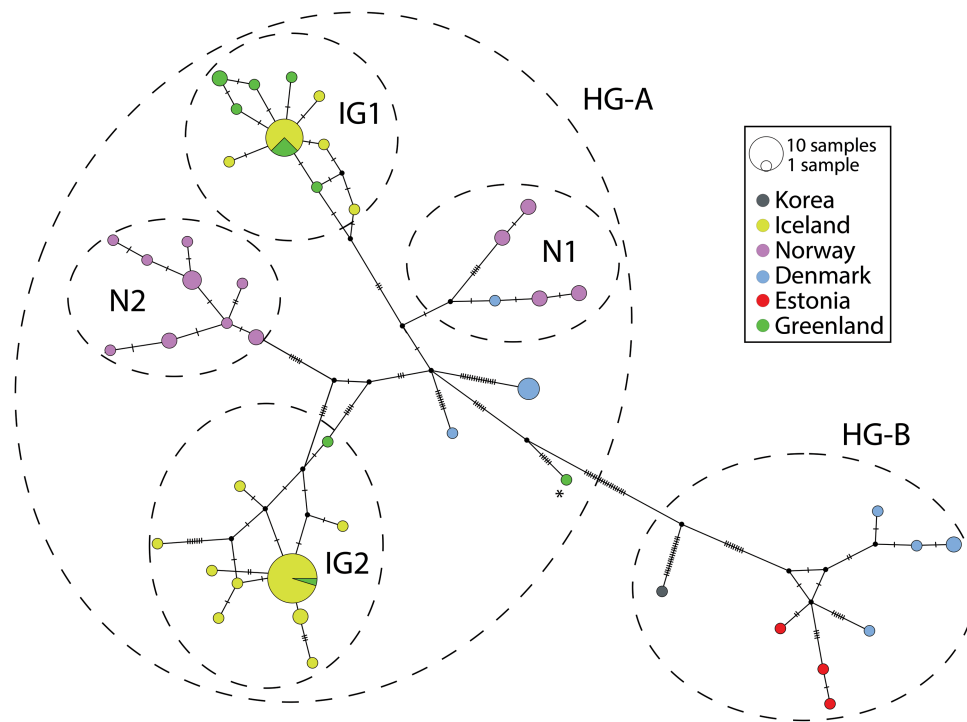 HG-A
IG1
N1
N2
IG2
*
HG-B
10 samples
1 sample
Korea
Iceland
Norway
Denmark
Estonia
Greenland